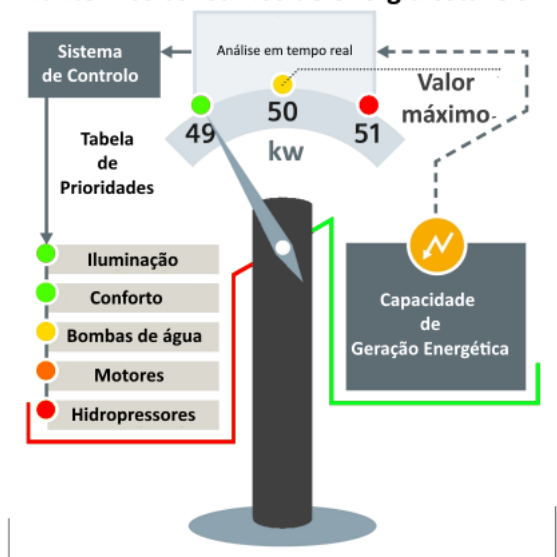 Sistema
de Controlo
Análise em tempo real
Valor
máximo
49
50
51
kw
Tabela
de
Prioridades
Iluminação
Conforto
Bombas de água
Motores
Hidropressores
Capacidade
de
Geração Energética